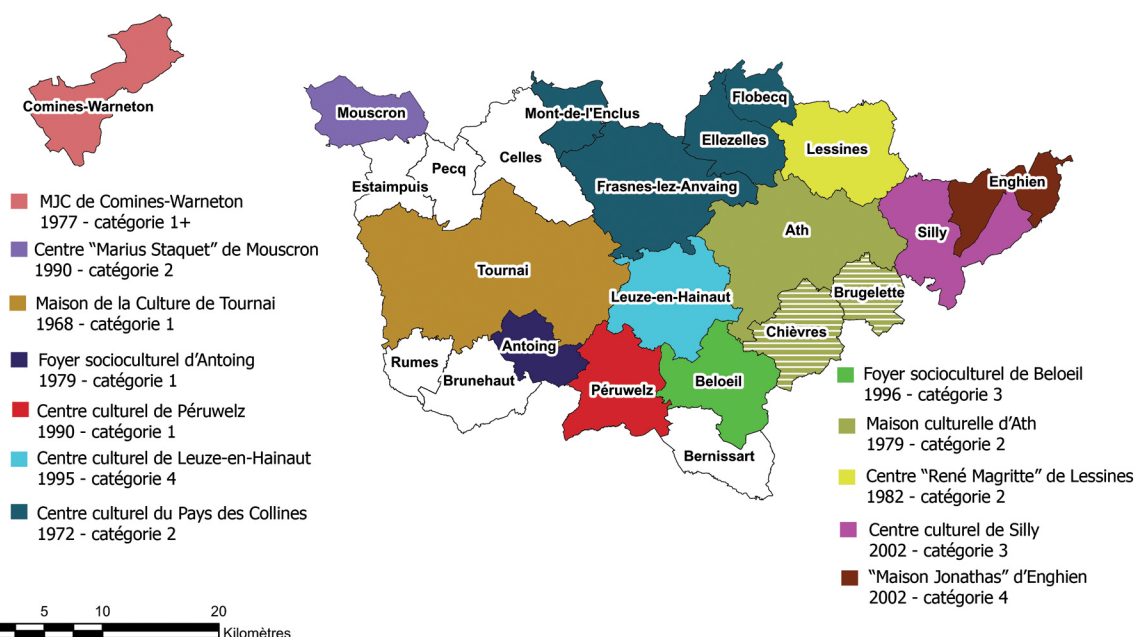 Comines-Warneton
Mouscron
Mont-de-l'Enclus
Flobecq
Ellezelles
Lessines
Estaimpuis
Pecq
Celles
Frasnes-lez-Anvaing
Enghien
Silly
Ath
Tournai
Leuze-en-Hainaut
Brugelette
Chièvres
Rumes
Brunehaut
Antoing
Péruwelz
Beloeil
Bernissart
MJC de Comines-Warneton
1977 - catégorie 1+
Centre “Marius Staquet” de Mouscron
1990 - catégorie 2
Maison de la Culture de Tournai
1968 - catégorie 1
Foyer socioculturel d’Antoing
1979 - catégorie 1
Centre culturel de Péruwelz
1990 - catégorie 1
Centre culturel de Leuze-en-Hainaut
1995 - catégorie 4
Centre culturel du Pays des Collines
1972 - catégorie 2
Foyer socioculturel de Beloeil
1996 - catégorie 3
Maison culturelle d’Ath
1979 - catégorie 2
Centre “René Magritte” de Lessines
1982 - catégorie 2
Centre culturel de Silly
2002 - catégorie 3
“Maison Jonathas” d’Enghien
2002 - catégorie 4
5 10 20
Kilomètres